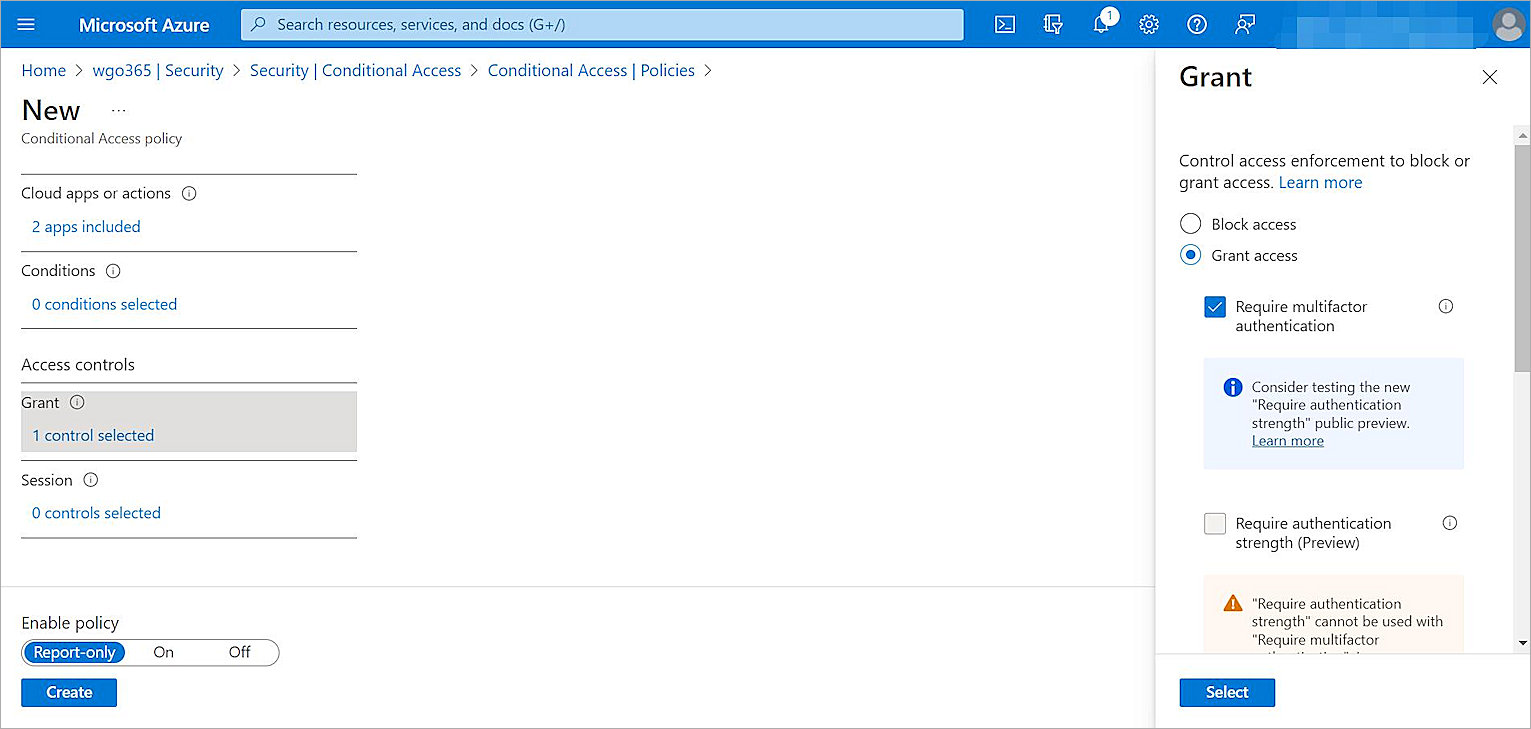 Microsoft Azure
Search resources, services, and docs (G+/)
1
Home > wgo365 | Security > Security | Conditional Access > Conditional Access | Policies >
New ...
Conditional Access policy
Cloud apps or actions
2 apps included
Conditions
0 conditions selected
Access controls
Grant
1 control selected
Session
0 controls selected
Enable policy
Report-only On Off
Create
Grant
Control access enforcement to block or
grant access. Learn more
Block access
Grant access
Require multifactor
authentication
Consider testing the new
"Require authentication
strength" public preview.
Learn more
Require authentication
strength (Preview)
"Require authentication
strength" cannot be used with
"Require multifactor
Select